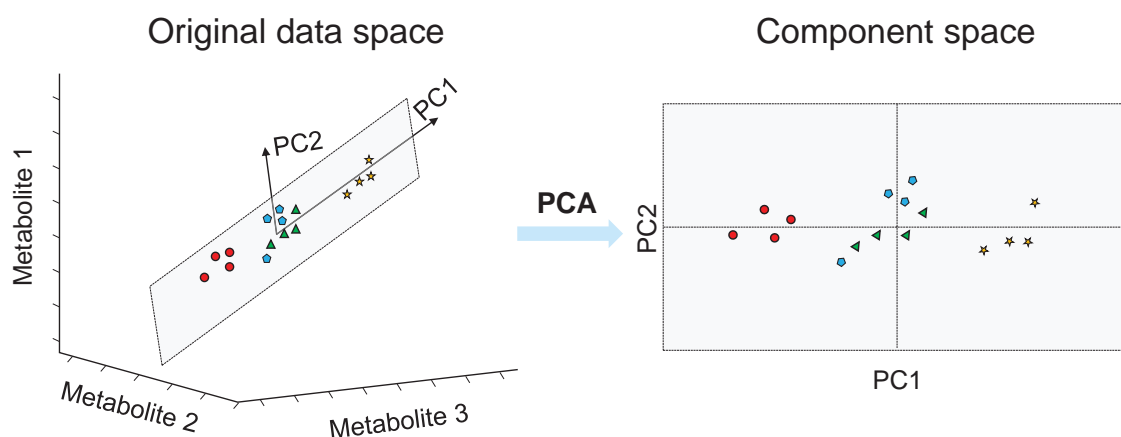 Original data space
Component space
PC1
PC2
Metabolite 1
Metabolite 2
Metabolite 3
PCA
PC2
PC1